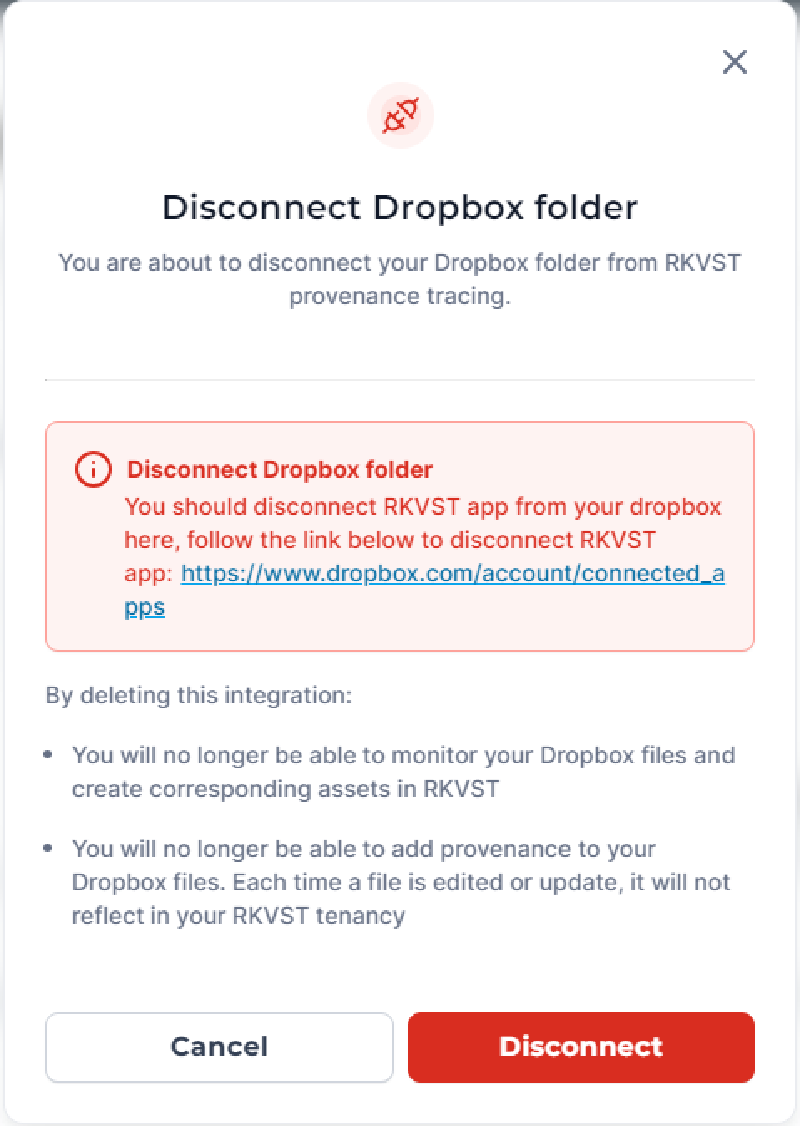 Disconnect Dropbox folder
You are about to disconnect your Dropbox folder from RKVST
provenance tracing.
Disconnect Dropbox folder
You should disconnect RKVST app from your dropbox
here, follow the link below to disconnect RKVST
app: https://www.dropbox.com/account/connected_a
pps
By deleting this integration:
• You will no longer be able to monitor your Dropbox files and
create corresponding assets in RKVST
• You will no longer be able to add provenance to your
Dropbox files. Each time a file is edited or update, it will not
reflect in your RKVST tenancy
Cancel
Disconnect